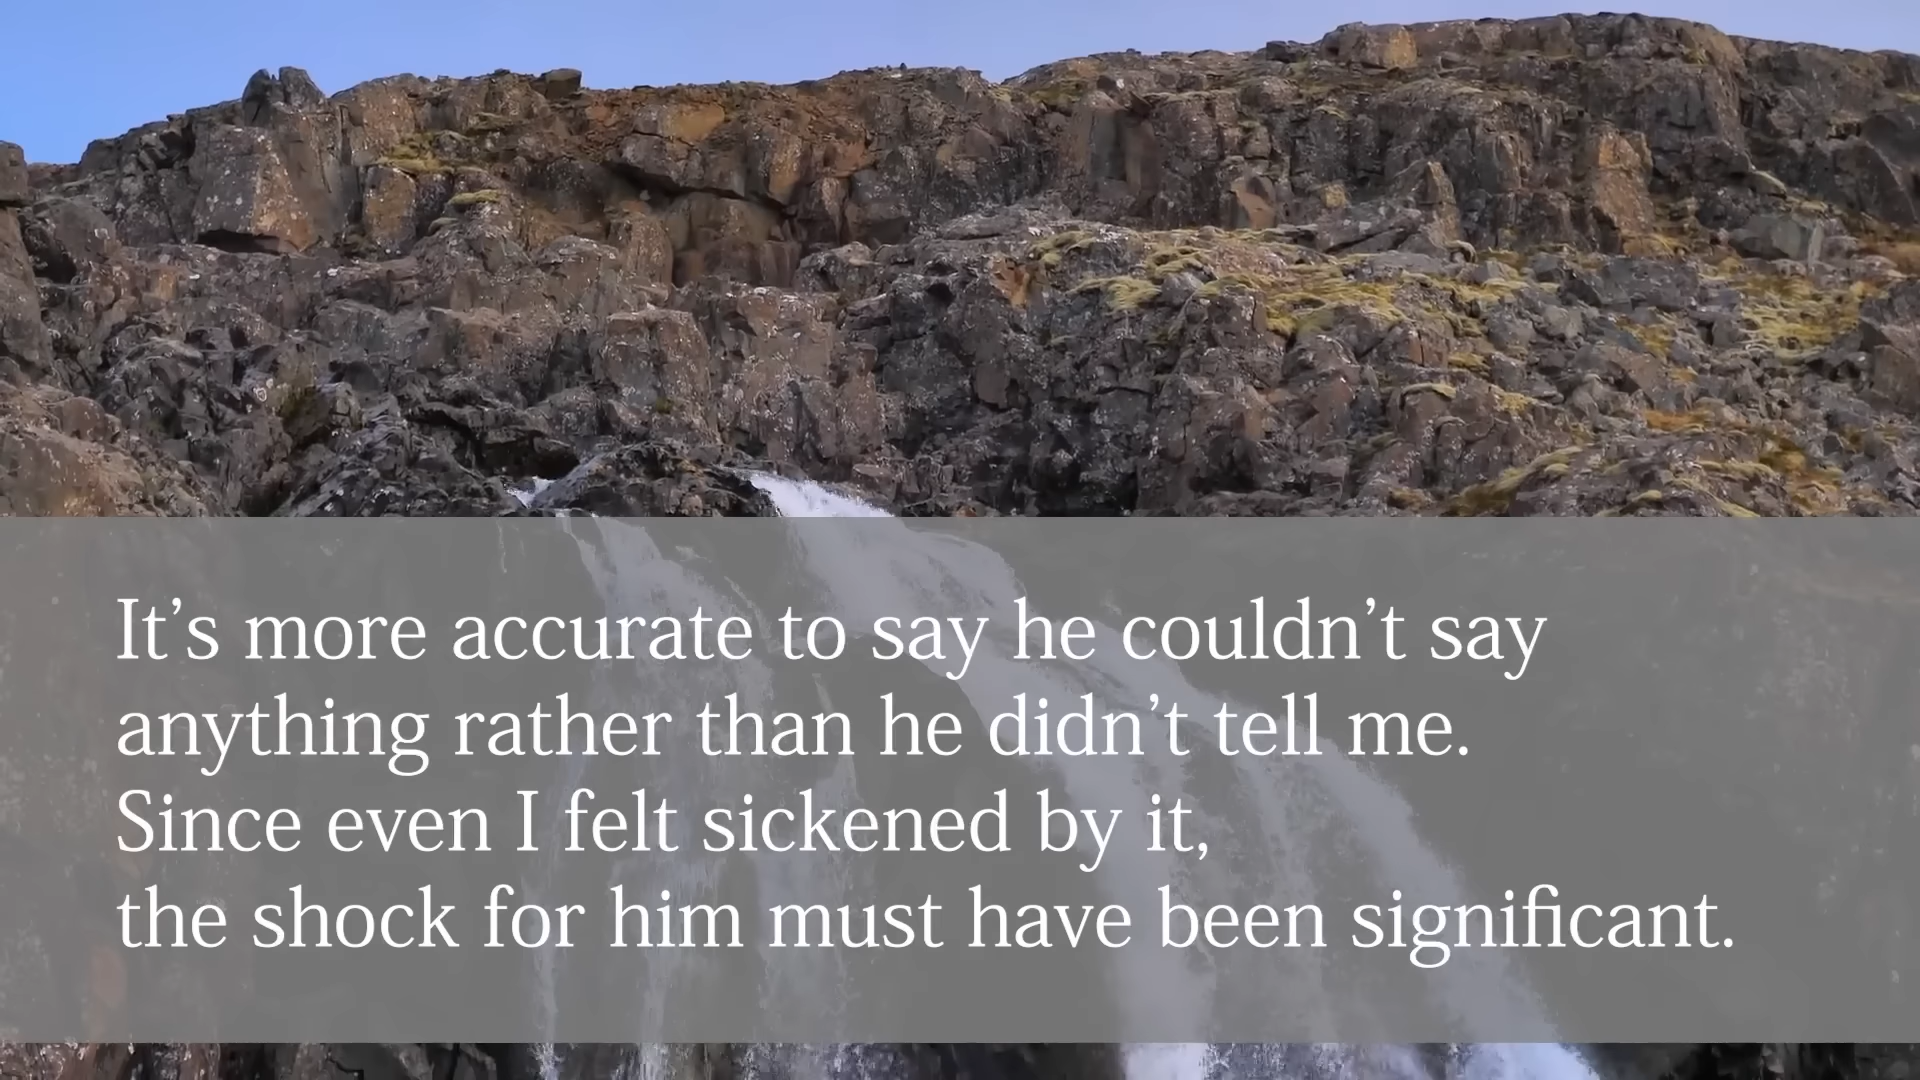 It’s more accurate to say he couldn’t say
anything rather than he didn’t tell me.
Since even I felt sickened by it,
the shock for him must have been significant.